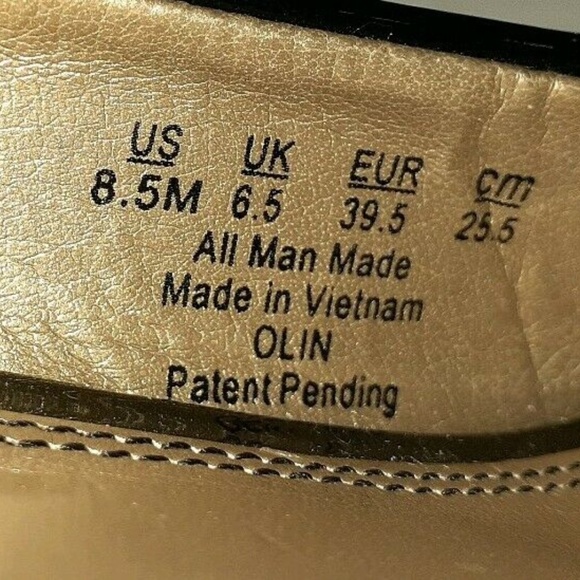 US UK EUR cm
8.5M 6.5 39.5 25.5
All Man Made
Made in Vietnam
OLIN
Patent Pending